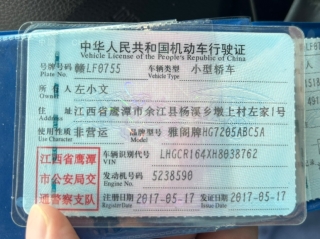 中华人民共和国机动车行驶证
Vehicle License of the People's Republic of China
号牌号码 赣LF0755 车辆类型 小型轿车
Plate No. Vehicle Type
所有人 左小文
Owner
住址 江西省鹰潭市余江县杨溪乡墩上村左家1号
Address
使用性质 非营运 品牌型号 雅阁牌HG7205ABC5A
Use Character Model
江西省鹰潭市公安局交通警察支队
车辆识别代号 LHGCR164XH8038762
VIN
发动机号码 5238590
Engine No.
注册日期 2017-05-17 发证日期 2017-05-17
Register Date Issue Date